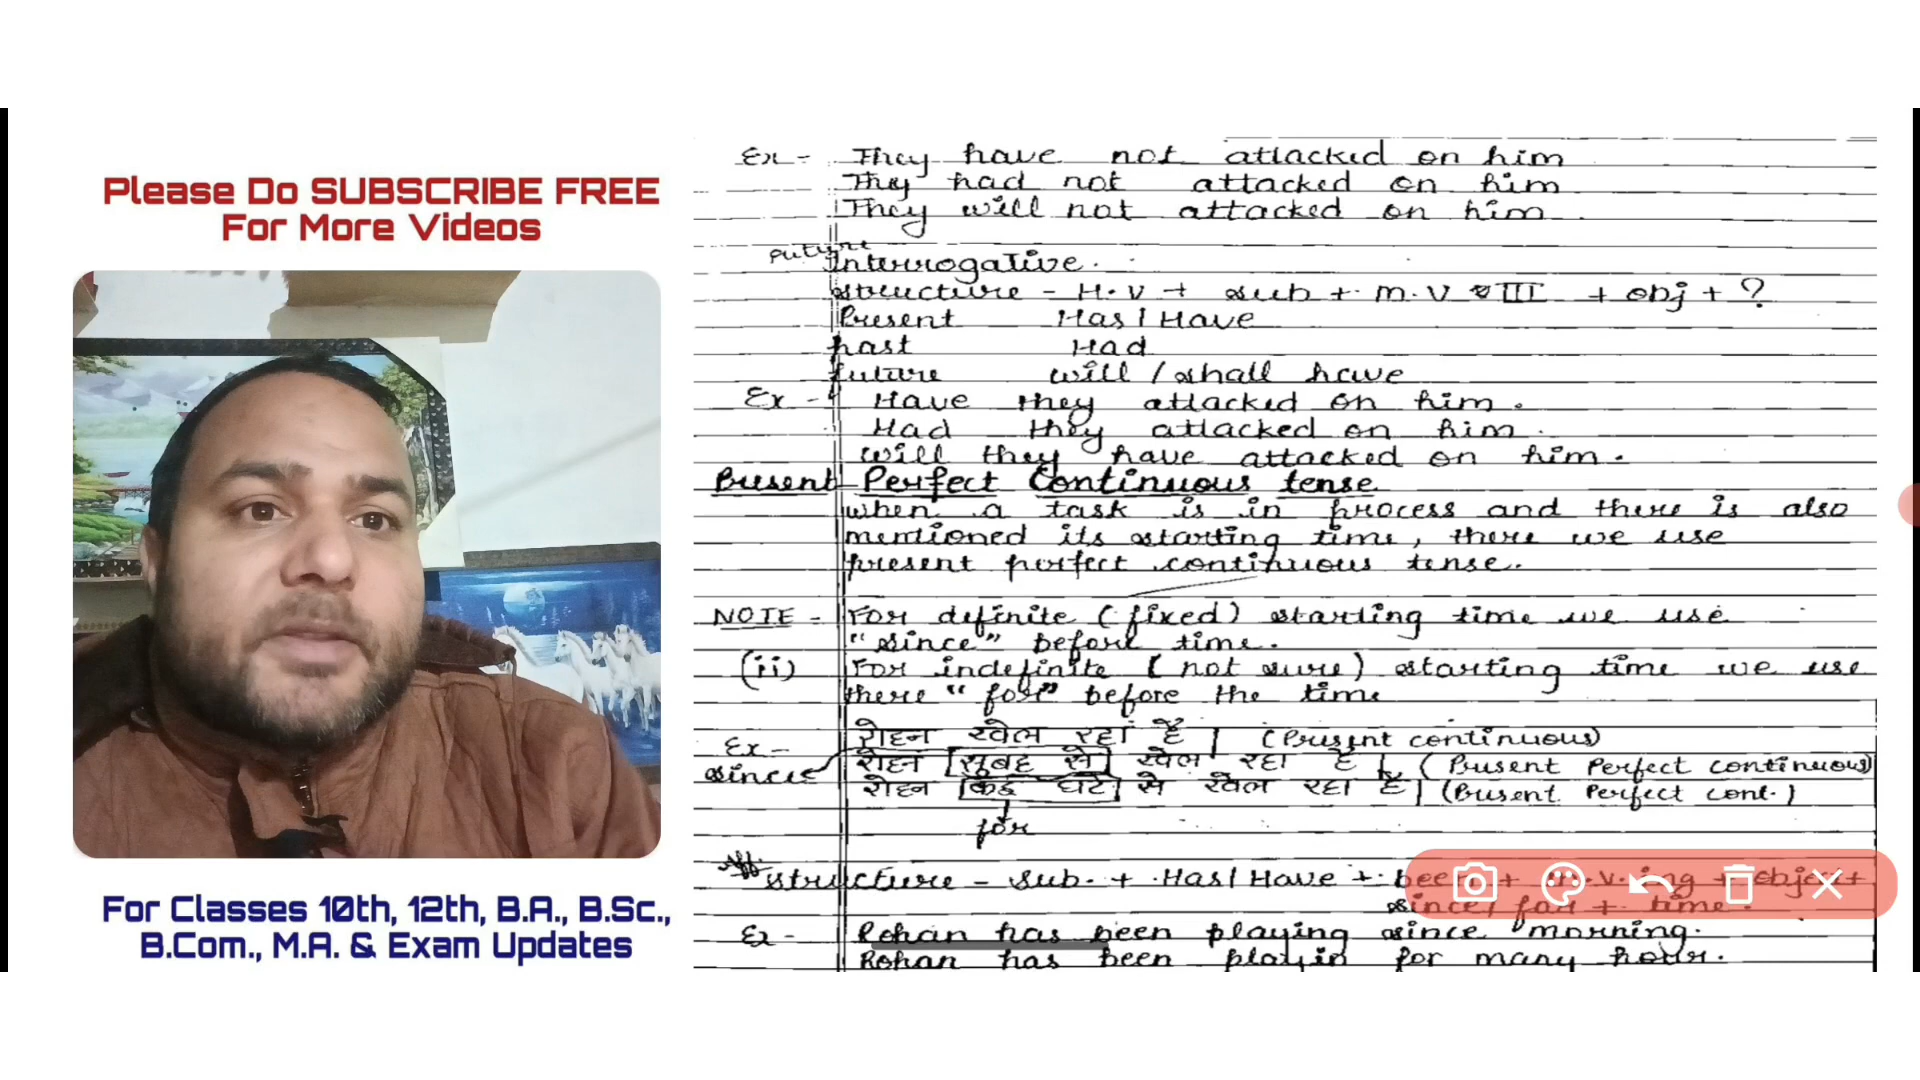 Please Do SUBSCRIBE FREE
For More Videos
For Classes 10th, 12th, B.A., B.Sc.,
B.Com., M.A. & Exam Updates
Ex - They have not attacked on him
They had not attacked on him
They will not attacked on him
Future
Interrogative.
structure - H.V + sub + m.V III + obj + ?
Present Has/Have
past Had
future will / shall have
Ex - Have they attacked on him.
Had they attacked on him.
will they have attacked on him.
Present Perfect Continuous tense
when a task is in process and there is also
mentioned its starting time, there we use
present perfect continuous tense.
NOTE - For definite (fixed) starting time we use
"since" before time.
(ii) For indefinite (not sure) starting time we use
there "for" before the time
Ex - रोहन खेल रहा है | (Present continuous)
since रोहन सुबह से खेल रहा है | (Present Perfect continuous)
रोहन कई घंटे से खेल रहा है | (Present Perfect cont.)
for
Aff. structure - sub. + Has/Have + been + m.v.ing + object
since/for + time.
Ex - Rohan has been playing since morning.
Rohan has been playin for many hour.